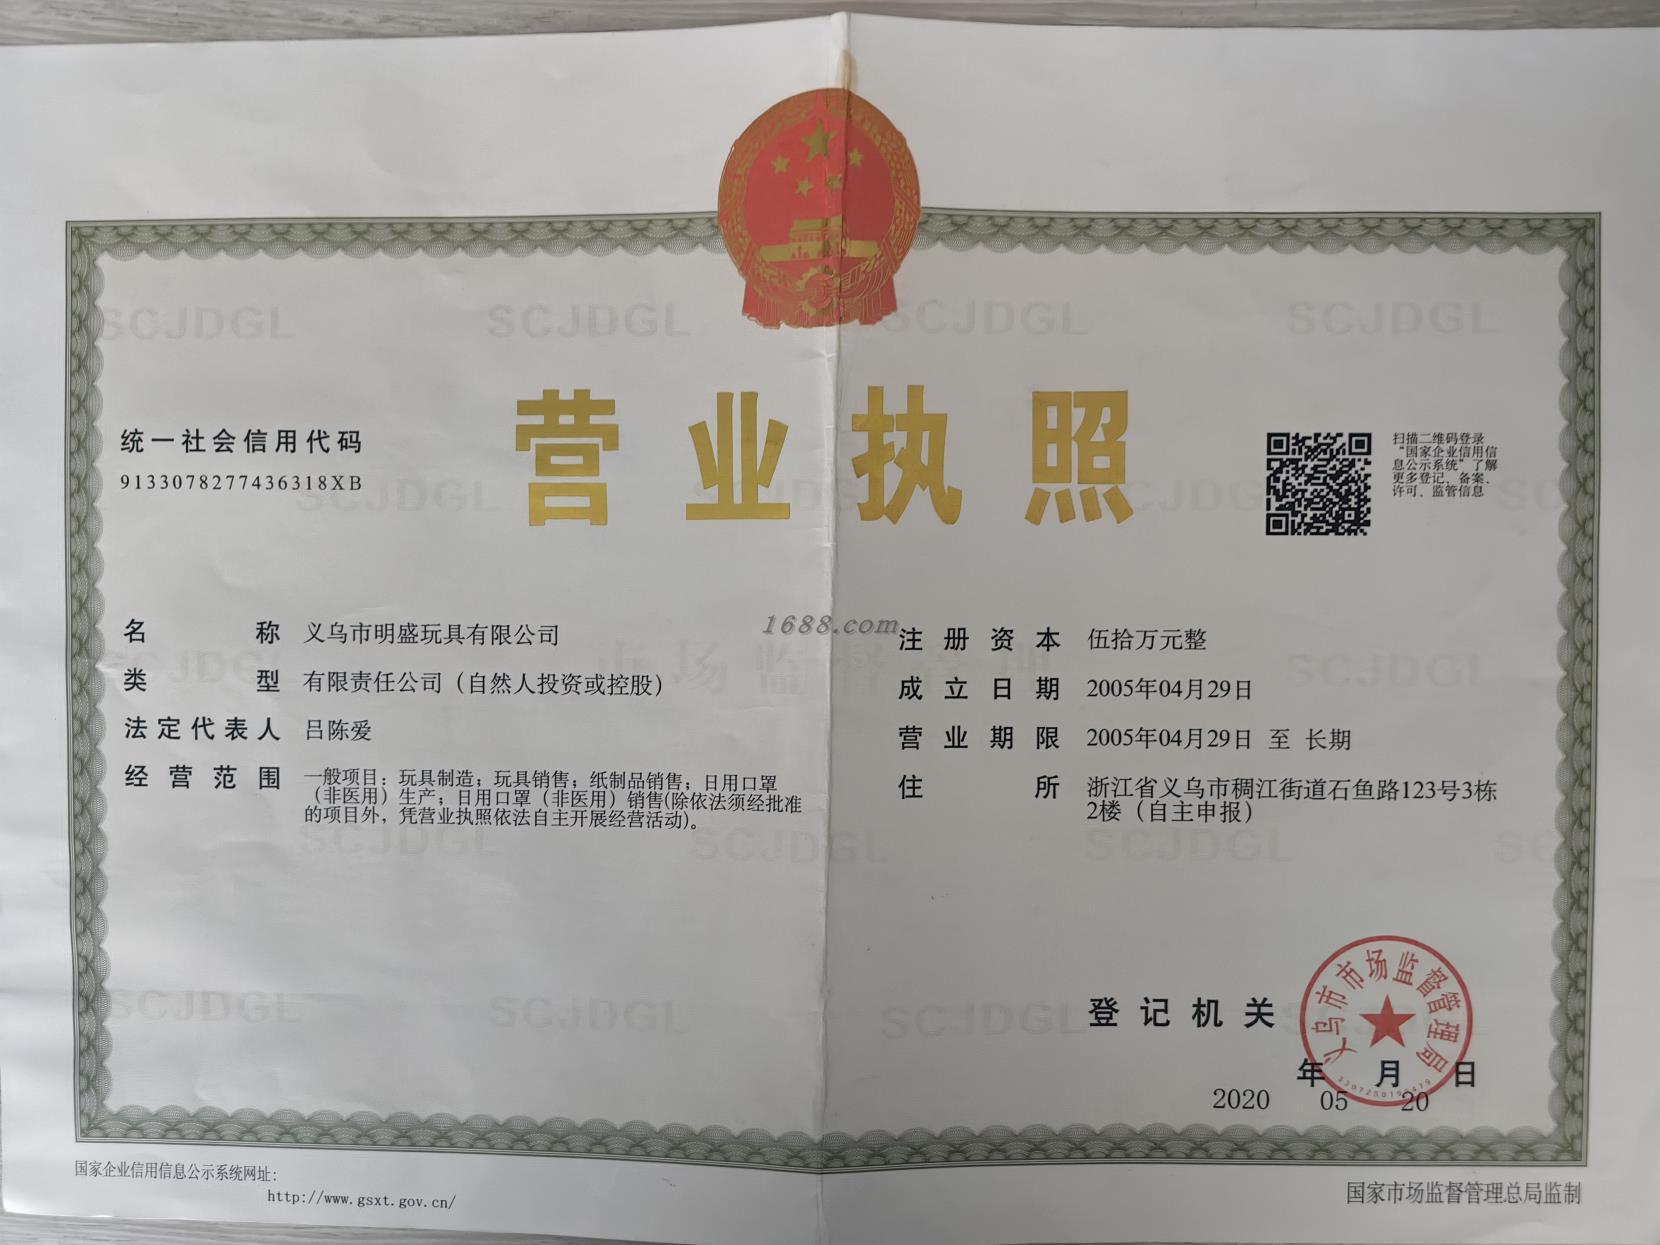 营业执照
统一社会信用代码
9133078277436318XB
扫描二维码登录
“国家企业信用信
息公示系统”了解
更多登记、备案、
许可、监管信息
名称 义乌市明盛玩具有限公司
类型 有限责任公司（自然人投资或控股）
法定代表人 吕陈爱
经营范围 一般项目：玩具制造；玩具销售；纸制品销售；日用口罩
（非医用）生产；日用口罩（非医用）销售(除依法须经批准
的项目外，凭营业执照依法自主开展经营活动)。
1688.com
注册资本 伍拾万元整
成立日期 2005年04月29日
营业期限 2005年04月29日 至 长期
住所 浙江省义乌市稠江街道石鱼路123号3栋
2楼（自主申报）
市场监督管理
SCJDGL
登记机关
义乌市市场监督管理局
年 月 日
2020 05 20
国家企业信用信息公示系统网址：
http://www.gsxt.gov.cn/
国家市场监督管理总局监制